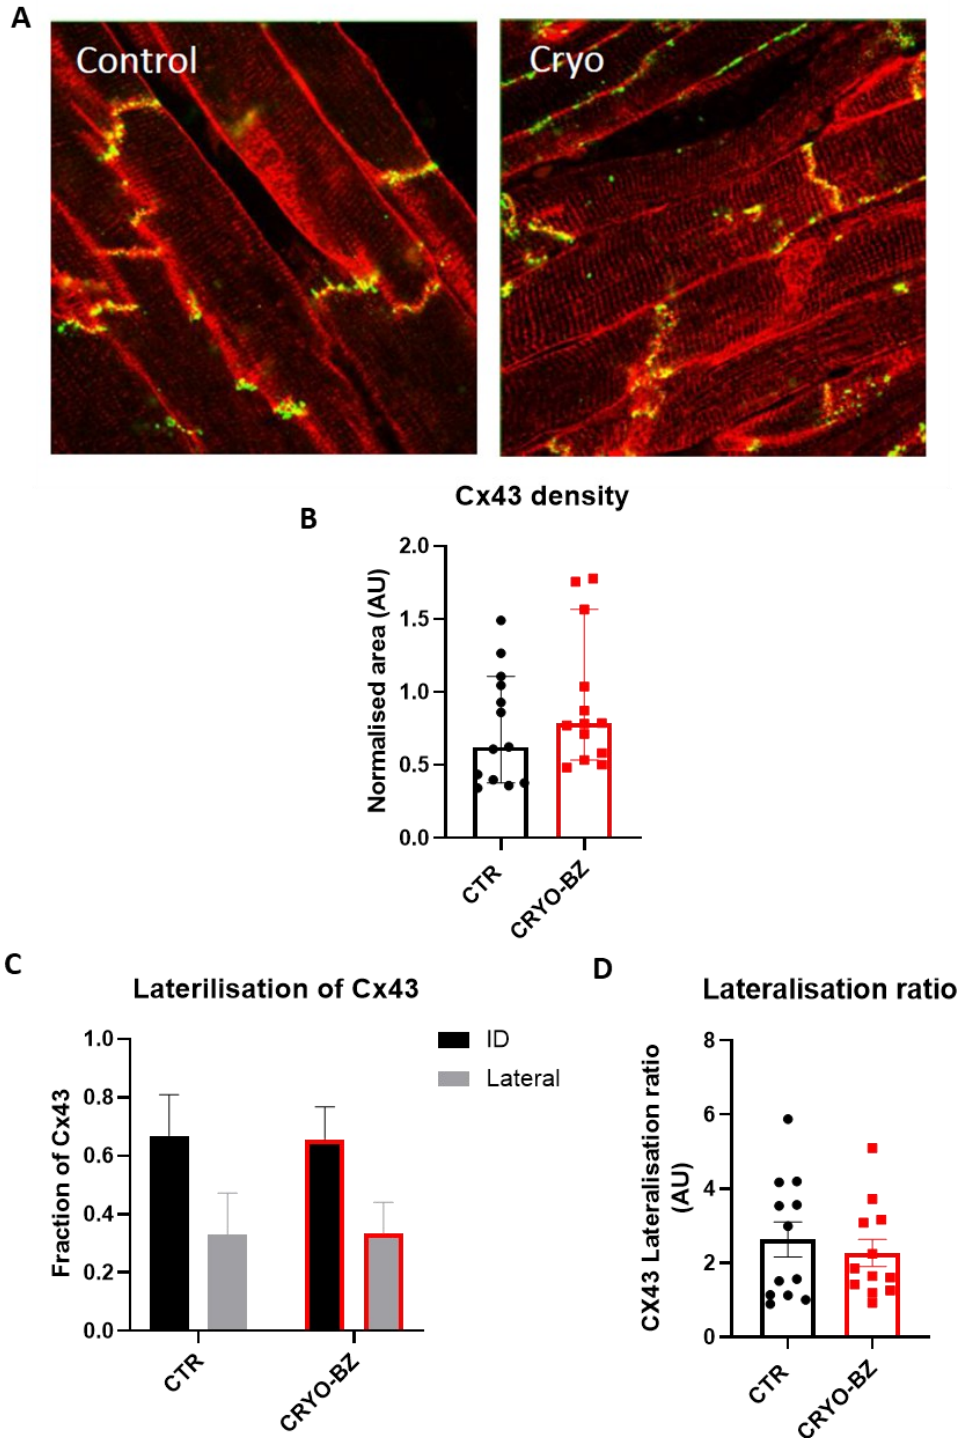 A
Control
Cryo
Cx43 density
B
Normalised area (AU)
2.0
1.5
1.0
0.5
0.0
CTR
CRYO-BZ
C
Laterilisation of Cx43
Fraction of Cx43
1.0
0.8
0.6
0.4
0.2
0.0
CTR
CRYO-BZ
ID
Lateral
D
Lateralisation ratio
CX43 Lateralisation ratio
(AU)
8
6
4
2
0
CTR
CRYO-BZ